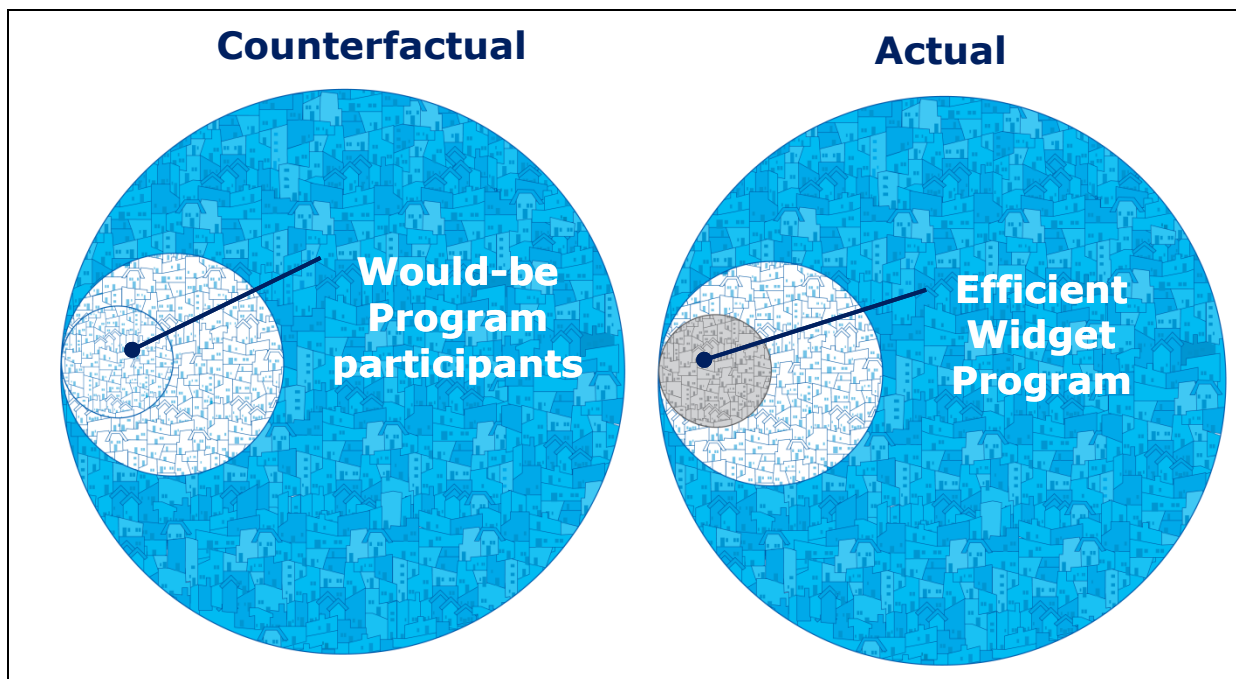 Counterfactual
Actual
Would-be
Program
participants
Efficient
Widget
Program